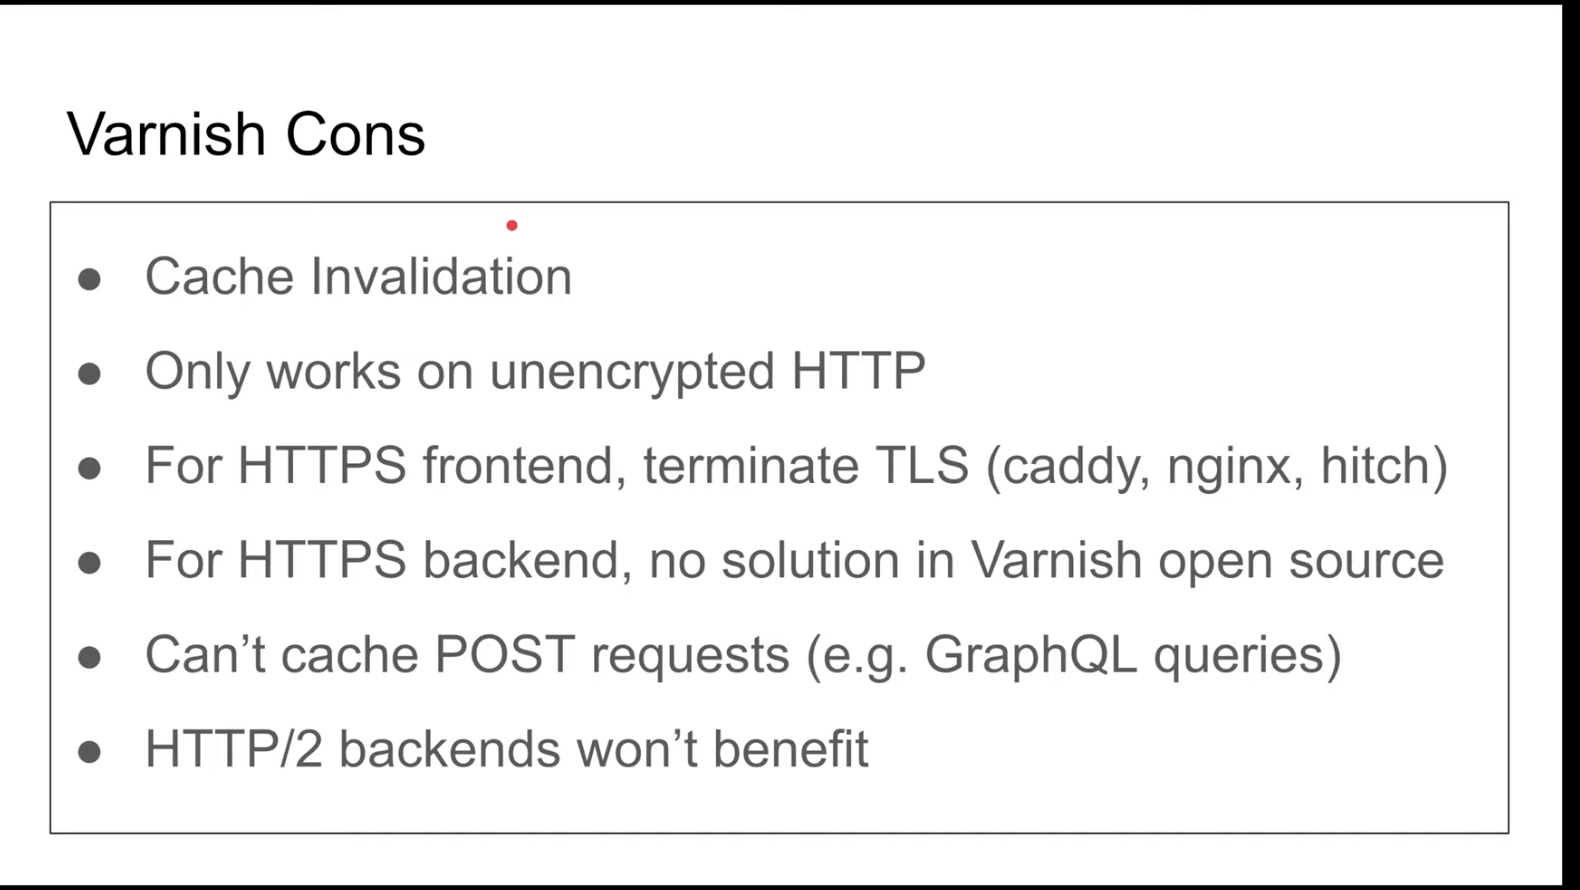 Varnish Cons
● Cache Invalidation
● Only works on unencrypted HTTP
● For HTTPS frontend, terminate TLS (caddy, nginx, hitch)
● For HTTPS backend, no solution in Varnish open source
● Can’t cache POST requests (e.g. GraphQL queries)
● HTTP/2 backends won’t benefit